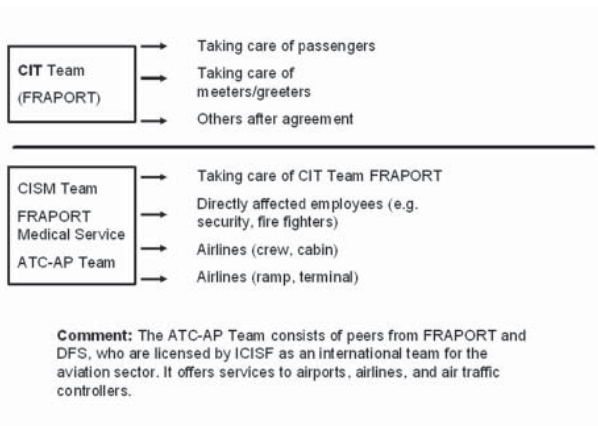 CIT Team
(FRAPORT)
Taking care of passengers
Taking care of
meeters/greeters
Others after agreement
CISM Team
FRAPORT
Medical Service
ATC-AP Team
Taking care of CIT Team FRAPORT
Directly affected employees (e.g.
security, fire fighters)
Airlines (crew, cabin)
Airlines (ramp, terminal)
Comment: The ATC-AP Team consists of peers from FRAPORT and
DFS, who are licensed by ICISF as an international team for the
aviation sector. It offers services to airports, airlines, and air traffic
controllers.